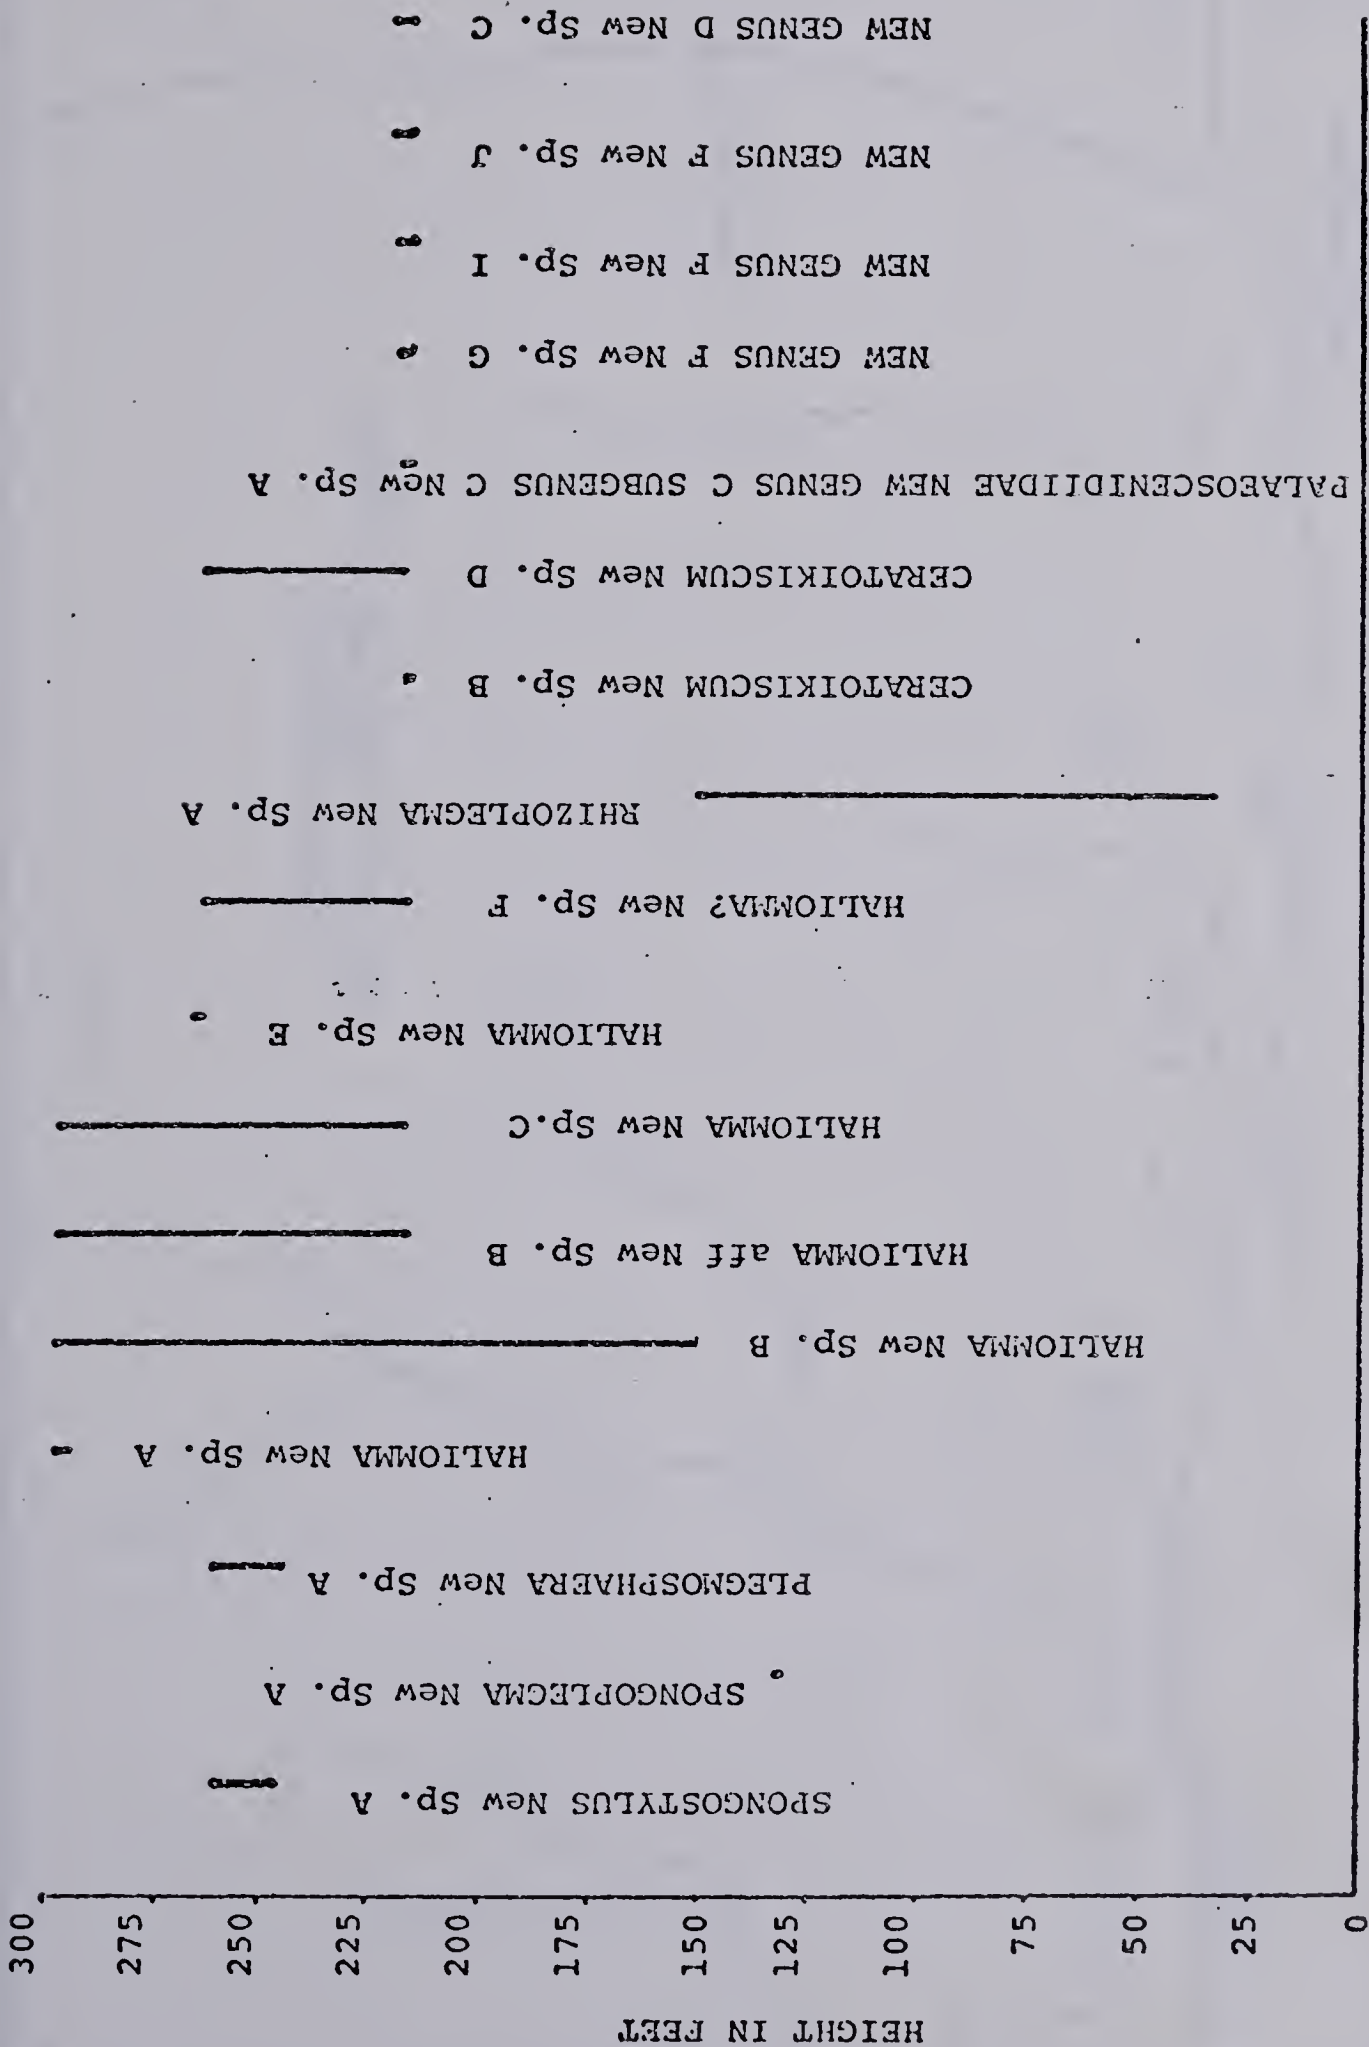 HEIGHT IN FEET
0
25
50
75
100
125
150
175
200
225
250
275
300
SPONGOSTYLUS New Sp. A
SPONGOPLEGMA New Sp. A
PLEGMOSPHAERA New Sp. A
HALIOMMA New Sp. A
HALIOMMA New Sp. B
HALIOMMA aff New Sp. B
HALIOMMA New Sp.C
HALIOMMA New Sp. E
HALIOMMA? New Sp. F
RHIZOPLEGMA New Sp. A
CERATOIKISCUM New Sp. B
CERATOIKISCUM New Sp. D
PALAEOSCENIDIIDAE NEW GENUS C SUBGENUS C New Sp. A
NEW GENUS F New Sp. G
NEW GENUS F New Sp. I
NEW GENUS F New Sp. J
NEW GENUS D New Sp. C